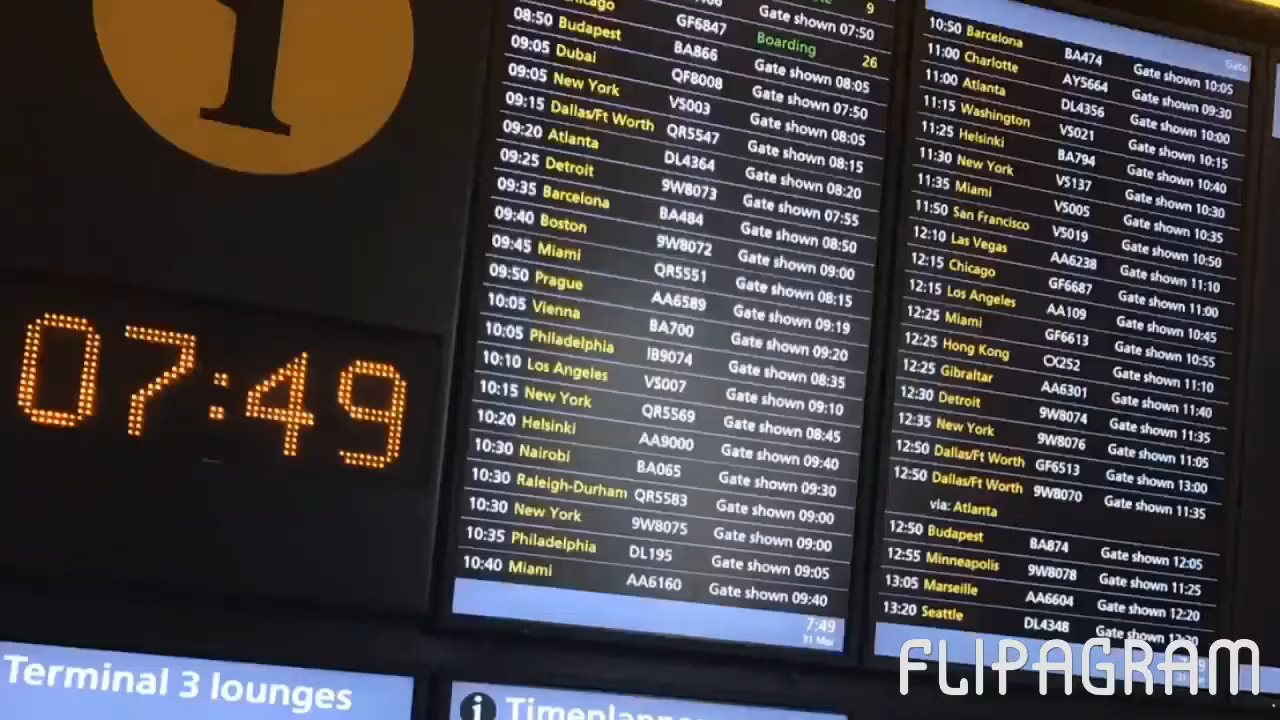 i
07:49
9
Gate shown 07:50
Chicago GF6847 Boarding 26
08:50 Budapest BA866 Gate shown 08:05
09:05 Dubai QF8008 Gate shown 07:50
09:05 New York VS003 Gate shown 08:05
09:15 Dallas/Ft Worth QR5547 Gate shown 08:15
09:20 Atlanta DL4364 Gate shown 08:20
09:25 Detroit 9W8073 Gate shown 07:55
09:35 Barcelona BA484 Gate shown 08:50
09:40 Boston 9W8072 Gate shown 09:00
09:45 Miami QR5551 Gate shown 08:15
09:50 Prague AA6589 Gate shown 09:19
10:05 Vienna BA700 Gate shown 09:20
10:05 Philadelphia IB9074 Gate shown 08:35
10:10 Los Angeles VS007 Gate shown 09:10
10:15 New York QR5569 Gate shown 08:45
10:20 Helsinki AA9000 Gate shown 09:40
10:30 Nairobi BA065 Gate shown 09:30
10:30 Raleigh-Durham QR5583 Gate shown 09:00
10:30 New York 9W8075 Gate shown 09:00
10:35 Philadelphia DL195 Gate shown 09:05
10:40 Miami AA6160 Gate shown 09:40
7:49
31 Mar
Gate
10:50 Barcelona BA474 Gate shown 10:05
11:00 Charlotte AY5664 Gate shown 09:30
11:00 Atlanta DL4356 Gate shown 10:00
11:15 Washington VS021 Gate shown 10:15
11:25 Helsinki BA794 Gate shown 10:40
11:30 New York VS137 Gate shown 10:30
11:35 Miami VS005 Gate shown 10:35
11:50 San Francisco VS019 Gate shown 10:50
12:10 Las Vegas AA6238 Gate shown 11:10
12:15 Chicago GF6687 Gate shown 11:00
12:15 Los Angeles AA109 Gate shown 10:45
12:25 Miami GF6613 Gate shown 10:55
12:25 Hong Kong CX252 Gate shown 11:10
12:25 Gibraltar AA6301 Gate shown 11:40
12:30 Detroit 9W8074 Gate shown 11:35
12:35 New York 9W8076 Gate shown 11:05
12:50 Dallas/Ft Worth GF6513 Gate shown 13:00
12:50 Dallas/Ft Worth 9W8070 Gate shown 11:35
via: Atlanta
12:50 Budapest BA874 Gate shown 12:05
12:55 Minneapolis 9W8078 Gate shown 11:25
13:05 Marseille AA6604 Gate shown 12:20
13:20 Seattle DL4348 Gate shown
Terminal 3 lounges
i
FLIPAGRAM